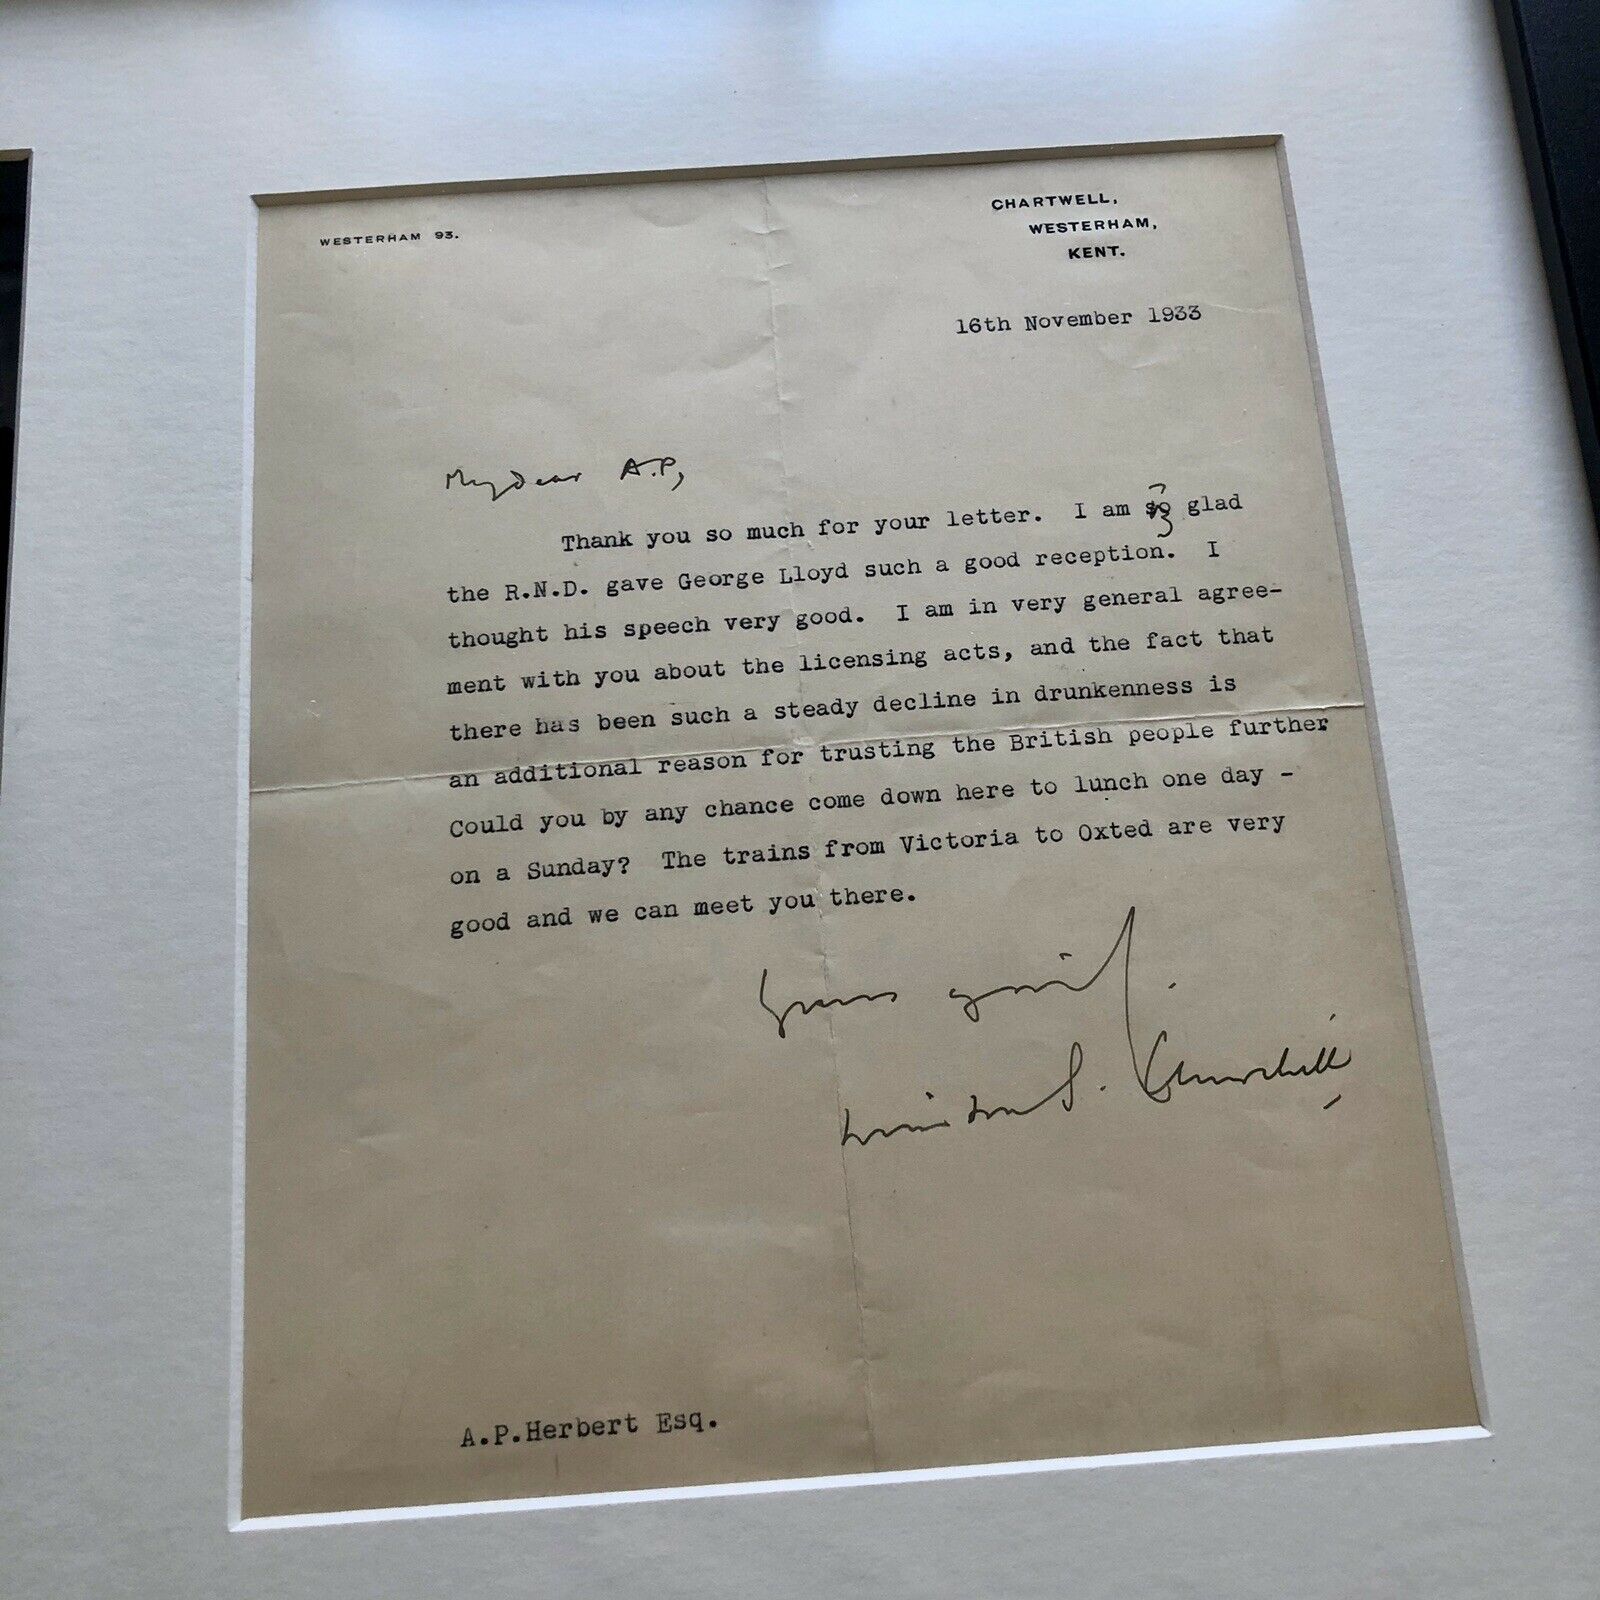 WESTERHAM 93.
CHARTWELL,
WESTERHAM,
KENT.
16th November 1933
My dear A.P,
Thank you so much for your letter. I am so glad
the R.N.D. gave George Lloyd such a good reception. I
thought his speech very good. I am in very general agree-
ment with you about the licensing acts, and the fact that
there has been such a steady decline in drunkenness is
an additional reason for trusting the British people further
Could you by any chance come down here to lunch one day -
on a Sunday? The trains from Victoria to Oxted are very
good and we can meet you there.
Yours
Winston S. Churchill
A.P.Herbert Esq.